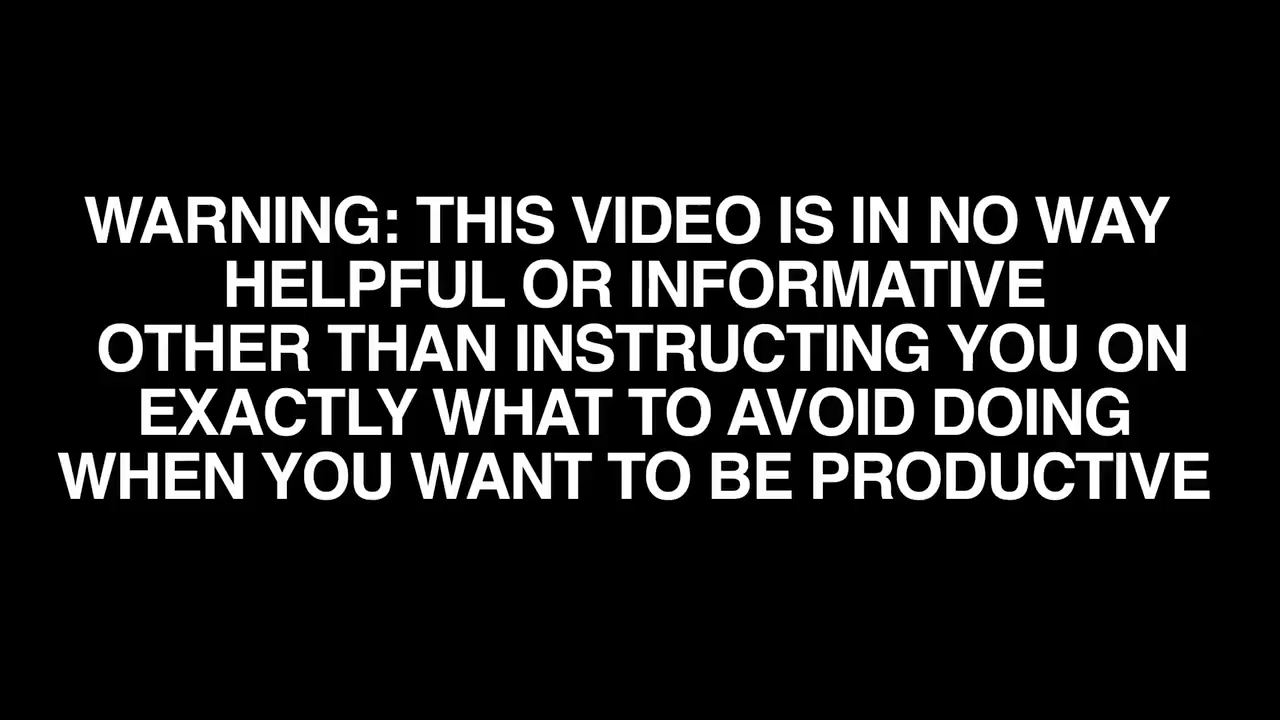 WARNING: THIS VIDEO IS IN NO WAY
HELPFUL OR INFORMATIVE
OTHER THAN INSTRUCTING YOU ON
EXACTLY WHAT TO AVOID DOING
WHEN YOU WANT TO BE PRODUCTIVE